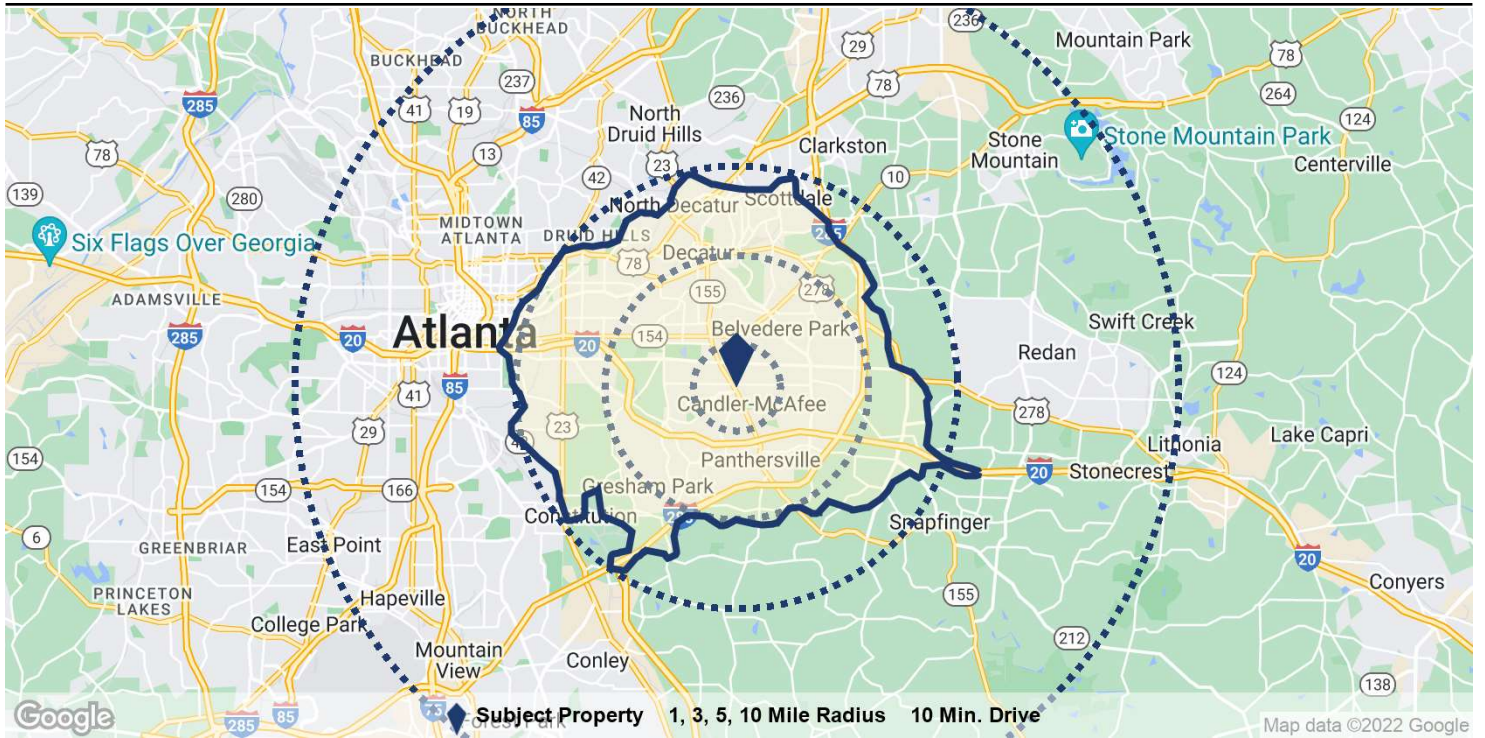 NORTH
BUCKHEAD
236
Mountain Park
29
78
BUCKHEAD
237
78
285
41
19
236
264
85
North
Druid Hills
124
Stone
Mountain
Stone Mountain Park
Clarkston
Centerville
78
13
23
42
10
139
280
North Decatur
Scottdale
MIDTOWN
ATLANTA
DRUID HILLS
285
Six Flags Over Georgia
78
Decatur
155
278
ADAMSVILLE
Atlanta
Belvedere Park
Swift Creek
285
20
20
154
Redan
124
85
41
Candler-McAfee
278
29
23
42
Lithonia
Lake Capri
154
Panthersville
20
Stonecrest
154
166
Gresham Park
Constitution
285
Snapfinger
6
GREENBRIAR
East Point
20
Conyers
PRINCETON
LAKES
Hapeville
155
College Park
212
Mountain
View
Conley
138
Google
285
85
75
Forest Park
Subject Property 1, 3, 5, 10 Mile Radius 10 Min. Drive
Map data ©2022 Google